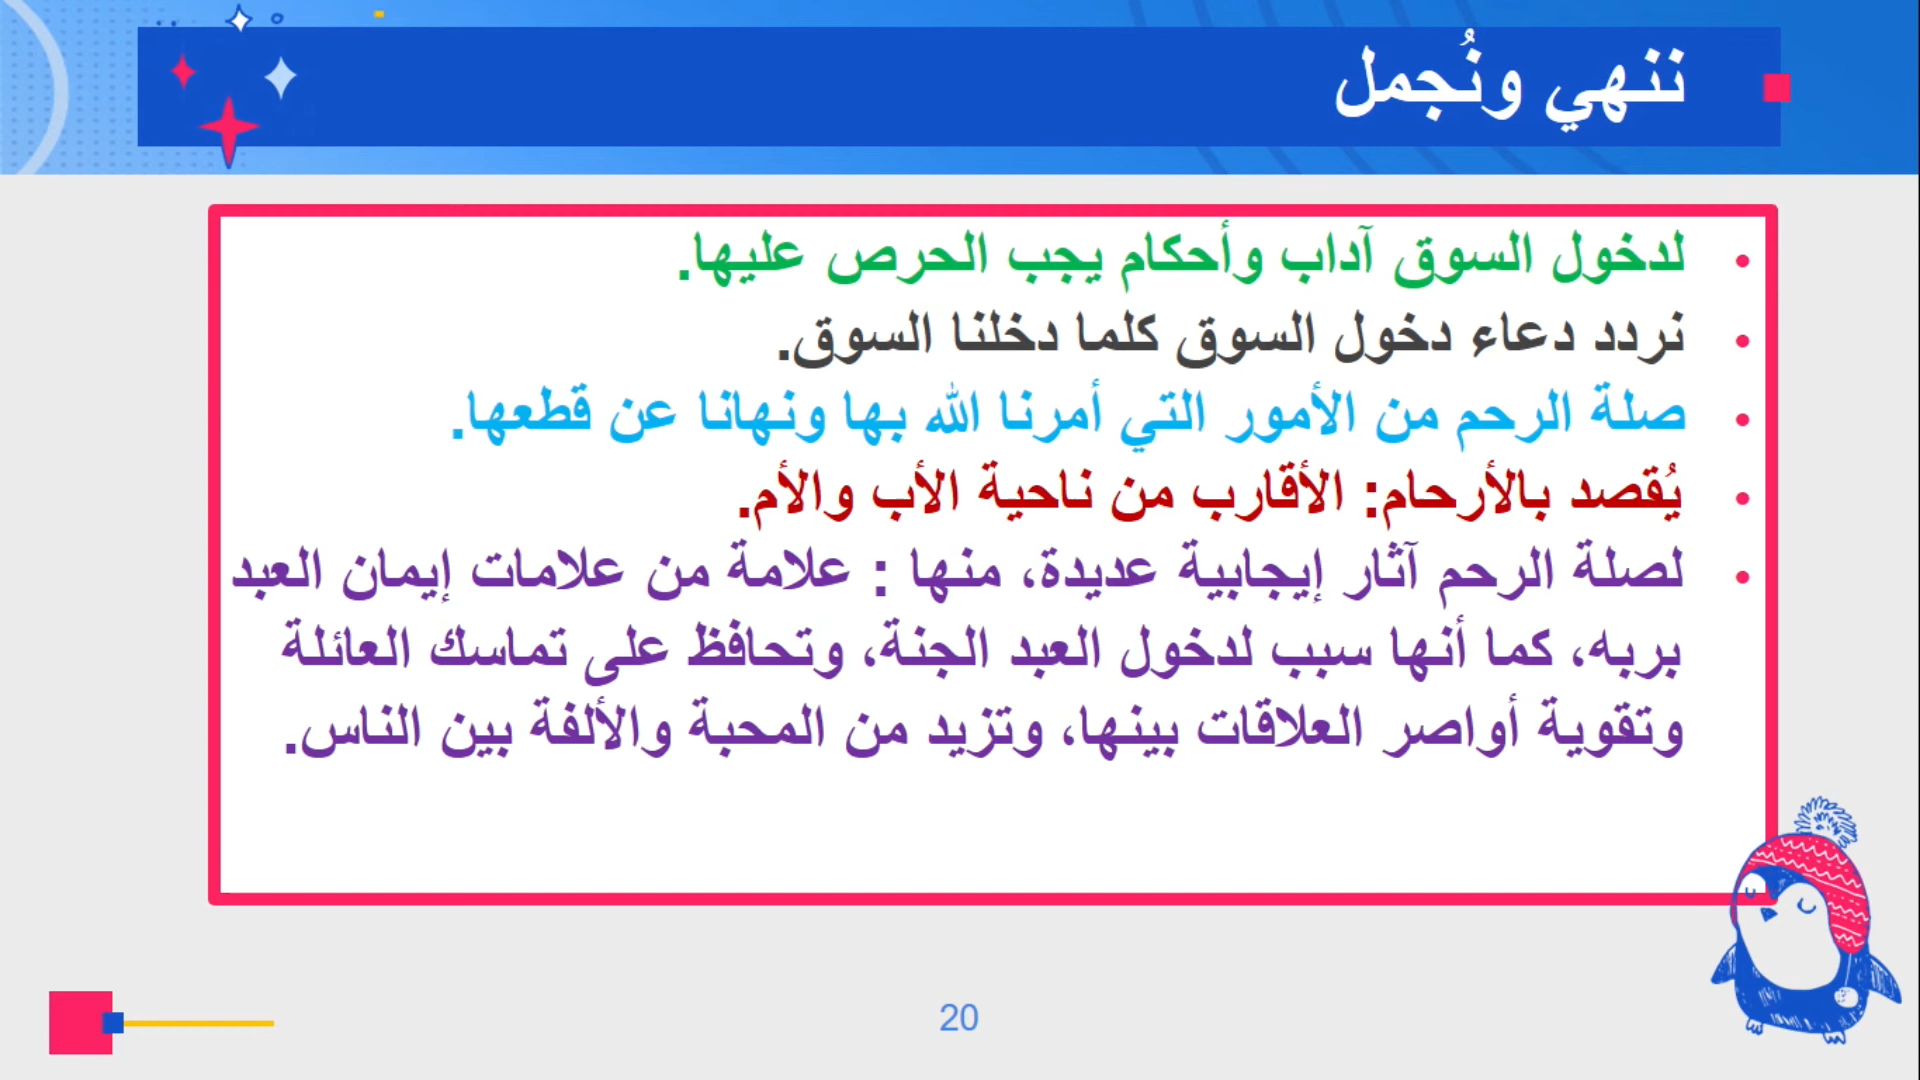 ننهي ونُجمل
• لدخول السوق آداب وأحكام يجب الحرص عليها.
• نردد دعاء دخول السوق كلما دخلنا السوق.
• صلة الرحم من الأمور التي أمرنا الله بها ونهانا عن قطعها.
• يُقصد بالأرحام: الأقارب من ناحية الأب والأم.
• لصلة الرحم آثار إيجابية عديدة، منها : علامة من علامات إيمان العبد
بربه، كما أنها سبب لدخول العبد الجنة، وتحافظ على تماسك العائلة
وتقوية أواصر العلاقات بينها، وتزيد من المحبة والألفة بين الناس.
20